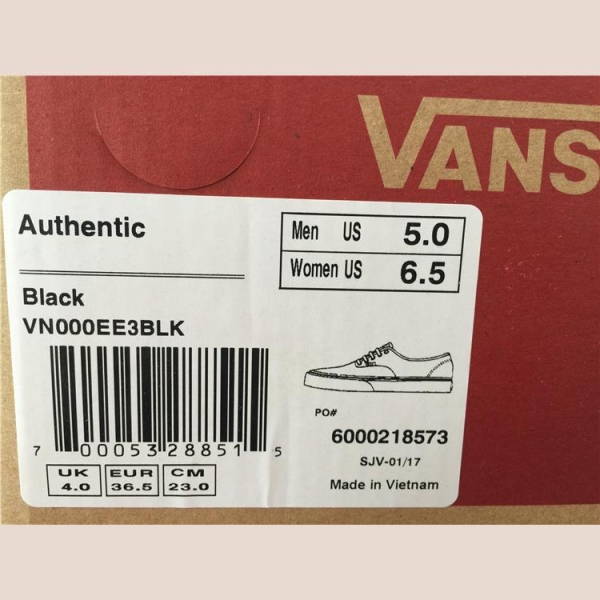 VANS
Authentic
Men US 5.0
Women US 6.5
Black
VN000EE3BLK
7 00053 28851 5
UK EUR CM
4.0 36.5 23.0
PO#
6000218573
SJV-01/17
Made in Vietnam